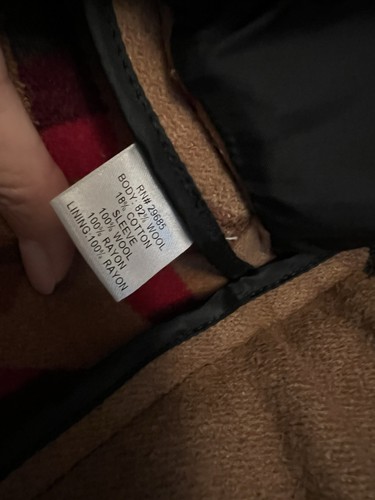 RN# 29685
BODY: 82% WOOL
18% COTTON
SLEEVE
100% WOOL
100% RAYON
LINING:100% RAYON